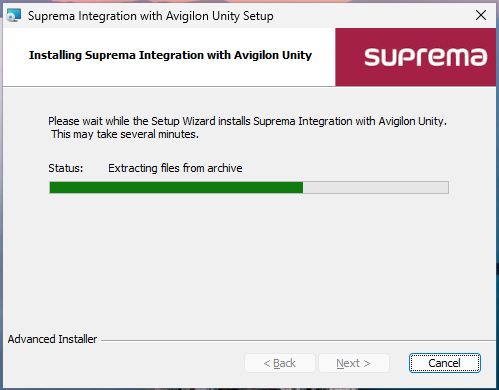 Suprema Integration with Avigilon Unity Setup
Installing Suprema Integration with Avigilon Unity
suprema
Please wait while the Setup Wizard installs Suprema Integration with Avigilon Unity.
This may take several minutes.
Status: Extracting files from archive
Advanced Installer
< Back Next > Cancel